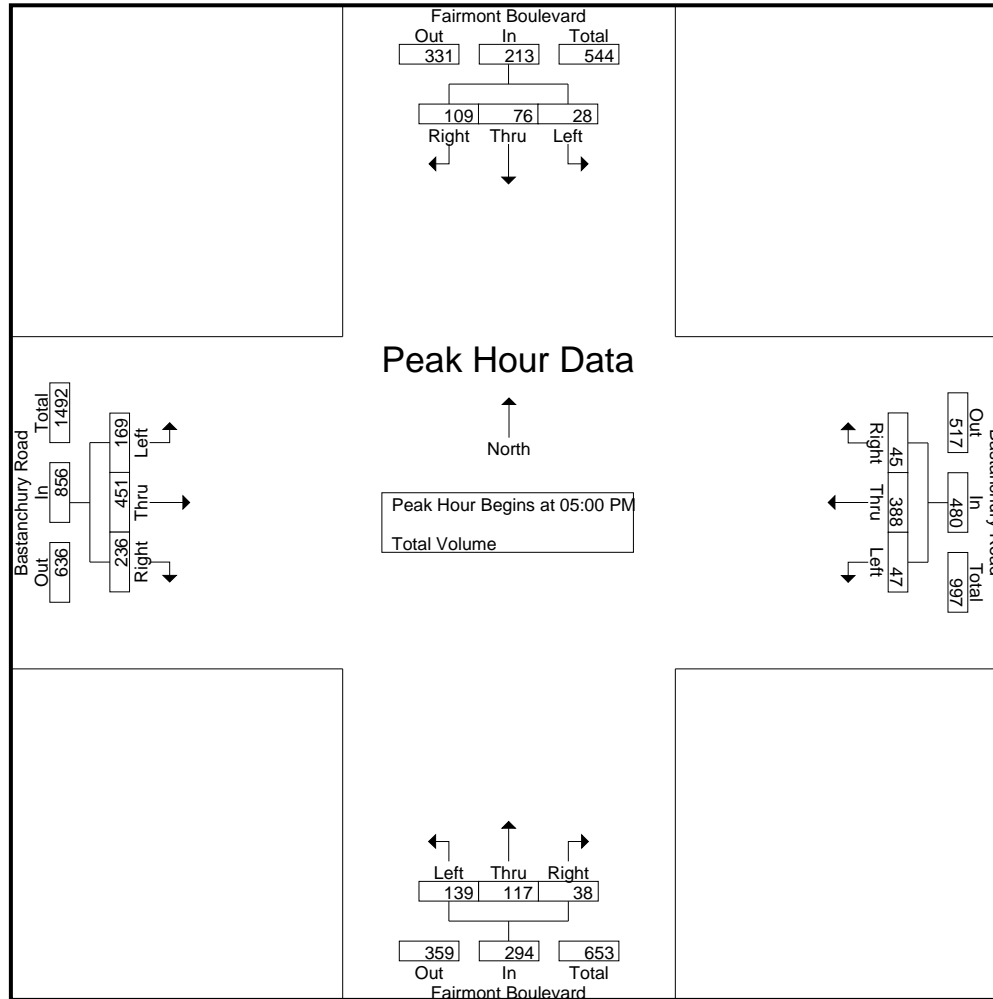 Fairmont Boulevard
Out In Total
331 213 544
109 76 28
Right Thru Left
Peak Hour Data
North
Peak Hour Begins at 05:00 PM
Total Volume
Bastanchury Road
Total In Out
1492 856 636
169 451 236
Left Thru Right
Out In Total
517 480 997
45 388 47
Right Thru Left
Left Thru Right
139 117 38
359 294 653
Out In Total
Fairmont Boulevard